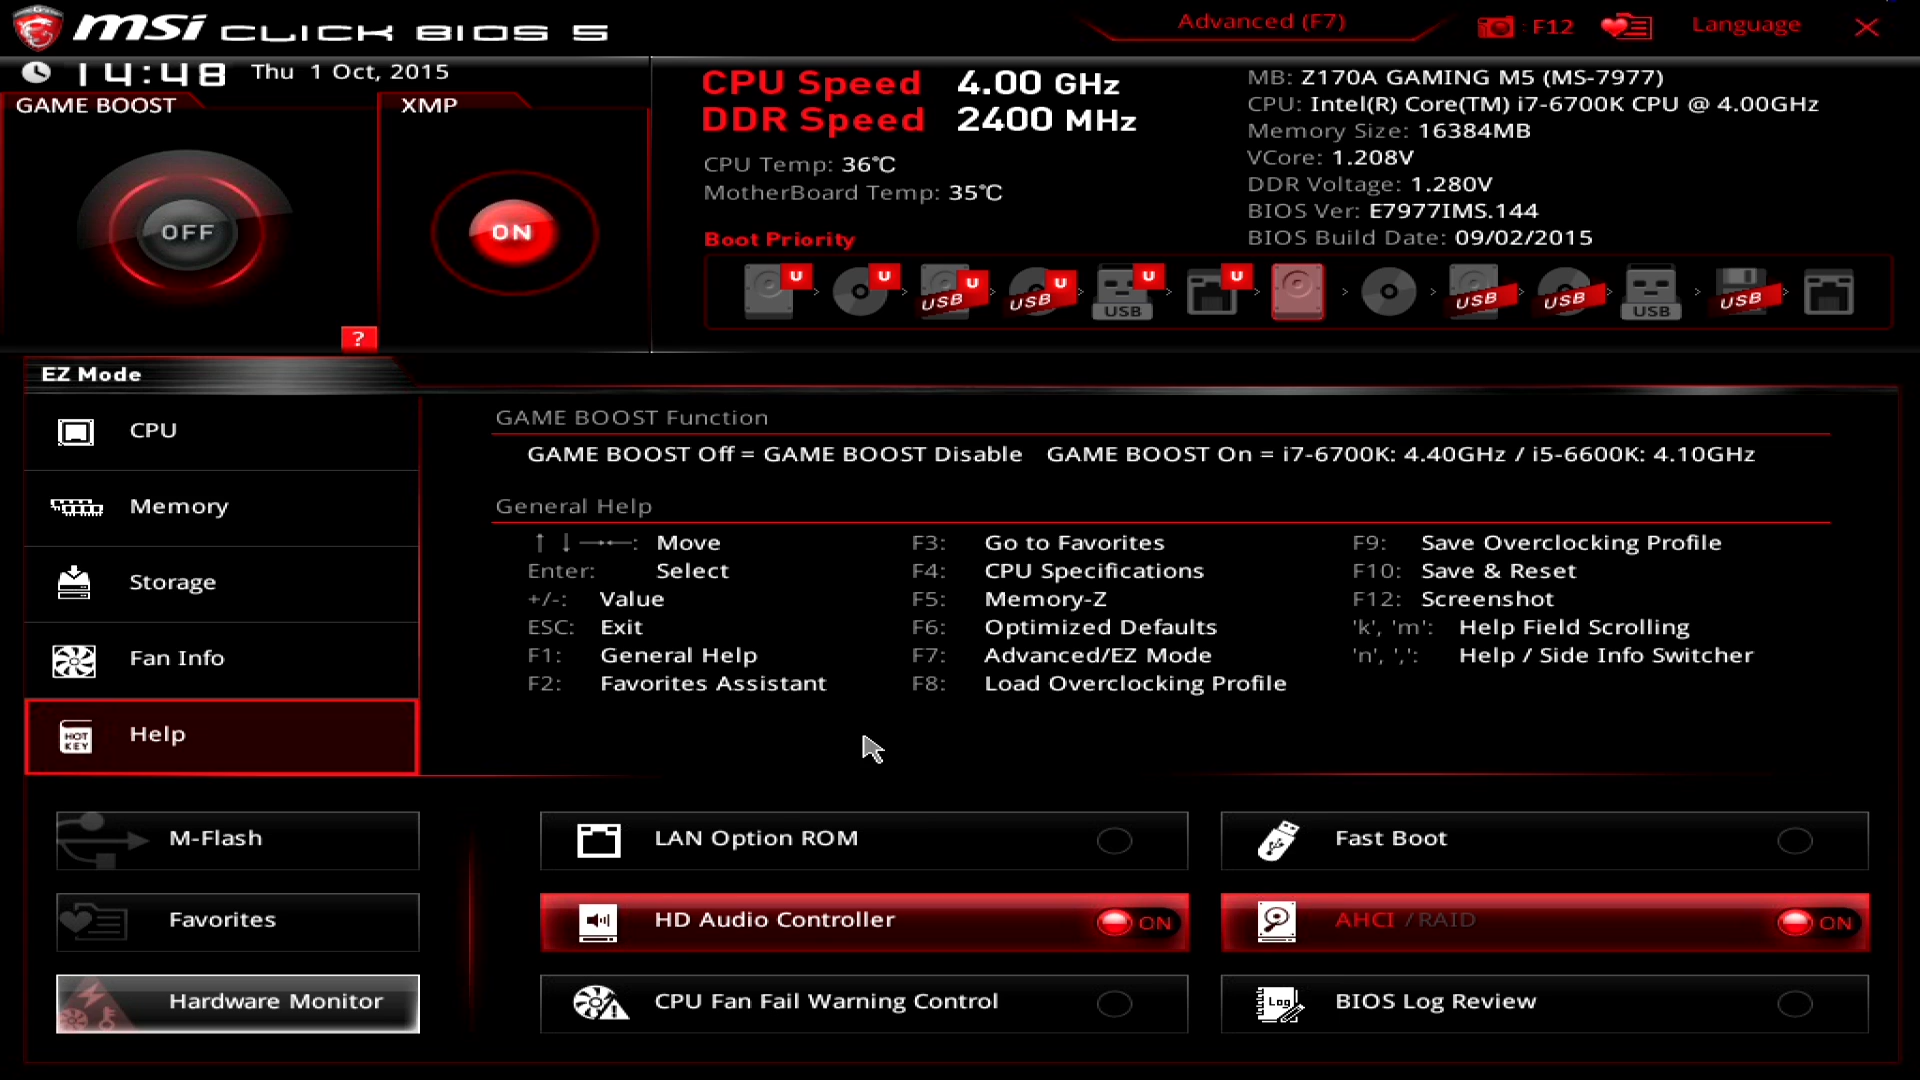 msi CLICK BIOS 5
Advanced (F7)
: F12
Language
14:48 Thu 1 Oct, 2015
GAME BOOST
OFF
?
XMP
ON
CPU Speed 4.00 GHz
DDR Speed 2400 MHz
CPU Temp: 36℃
MotherBoard Temp: 35℃
MB: Z170A GAMING M5 (MS-7977)
CPU: Intel(R) Core(TM) i7-6700K CPU @ 4.00GHz
Memory Size: 16384MB
VCore: 1.208V
DDR Voltage: 1.280V
BIOS Ver: E7977IMS.144
BIOS Build Date: 09/02/2015
Boot Priority
U U U U U U
USB USB USB USB USB USB USB
EZ Mode
CPU
Memory
Storage
Fan Info
HOT KEY Help
GAME BOOST Function
GAME BOOST Off = GAME BOOST Disable GAME BOOST On = i7-6700K: 4.40GHz / i5-6600K: 4.10GHz
General Help
↑ ↓ → ←: Move
Enter: Select
+/-: Value
ESC: Exit
F1: General Help
F2: Favorites Assistant
F3: Go to Favorites
F4: CPU Specifications
F5: Memory-Z
F6: Optimized Defaults
F7: Advanced/EZ Mode
F8: Load Overclocking Profile
F9: Save Overclocking Profile
F10: Save & Reset
F12: Screenshot
'k', 'm': Help Field Scrolling
'n', ',': Help / Side Info Switcher
M-Flash
Favorites
Hardware Monitor
LAN Option ROM
HD Audio Controller ON
CPU Fan Fail Warning Control
Fast Boot
AHCI /RAID ON
Log BIOS Log Review